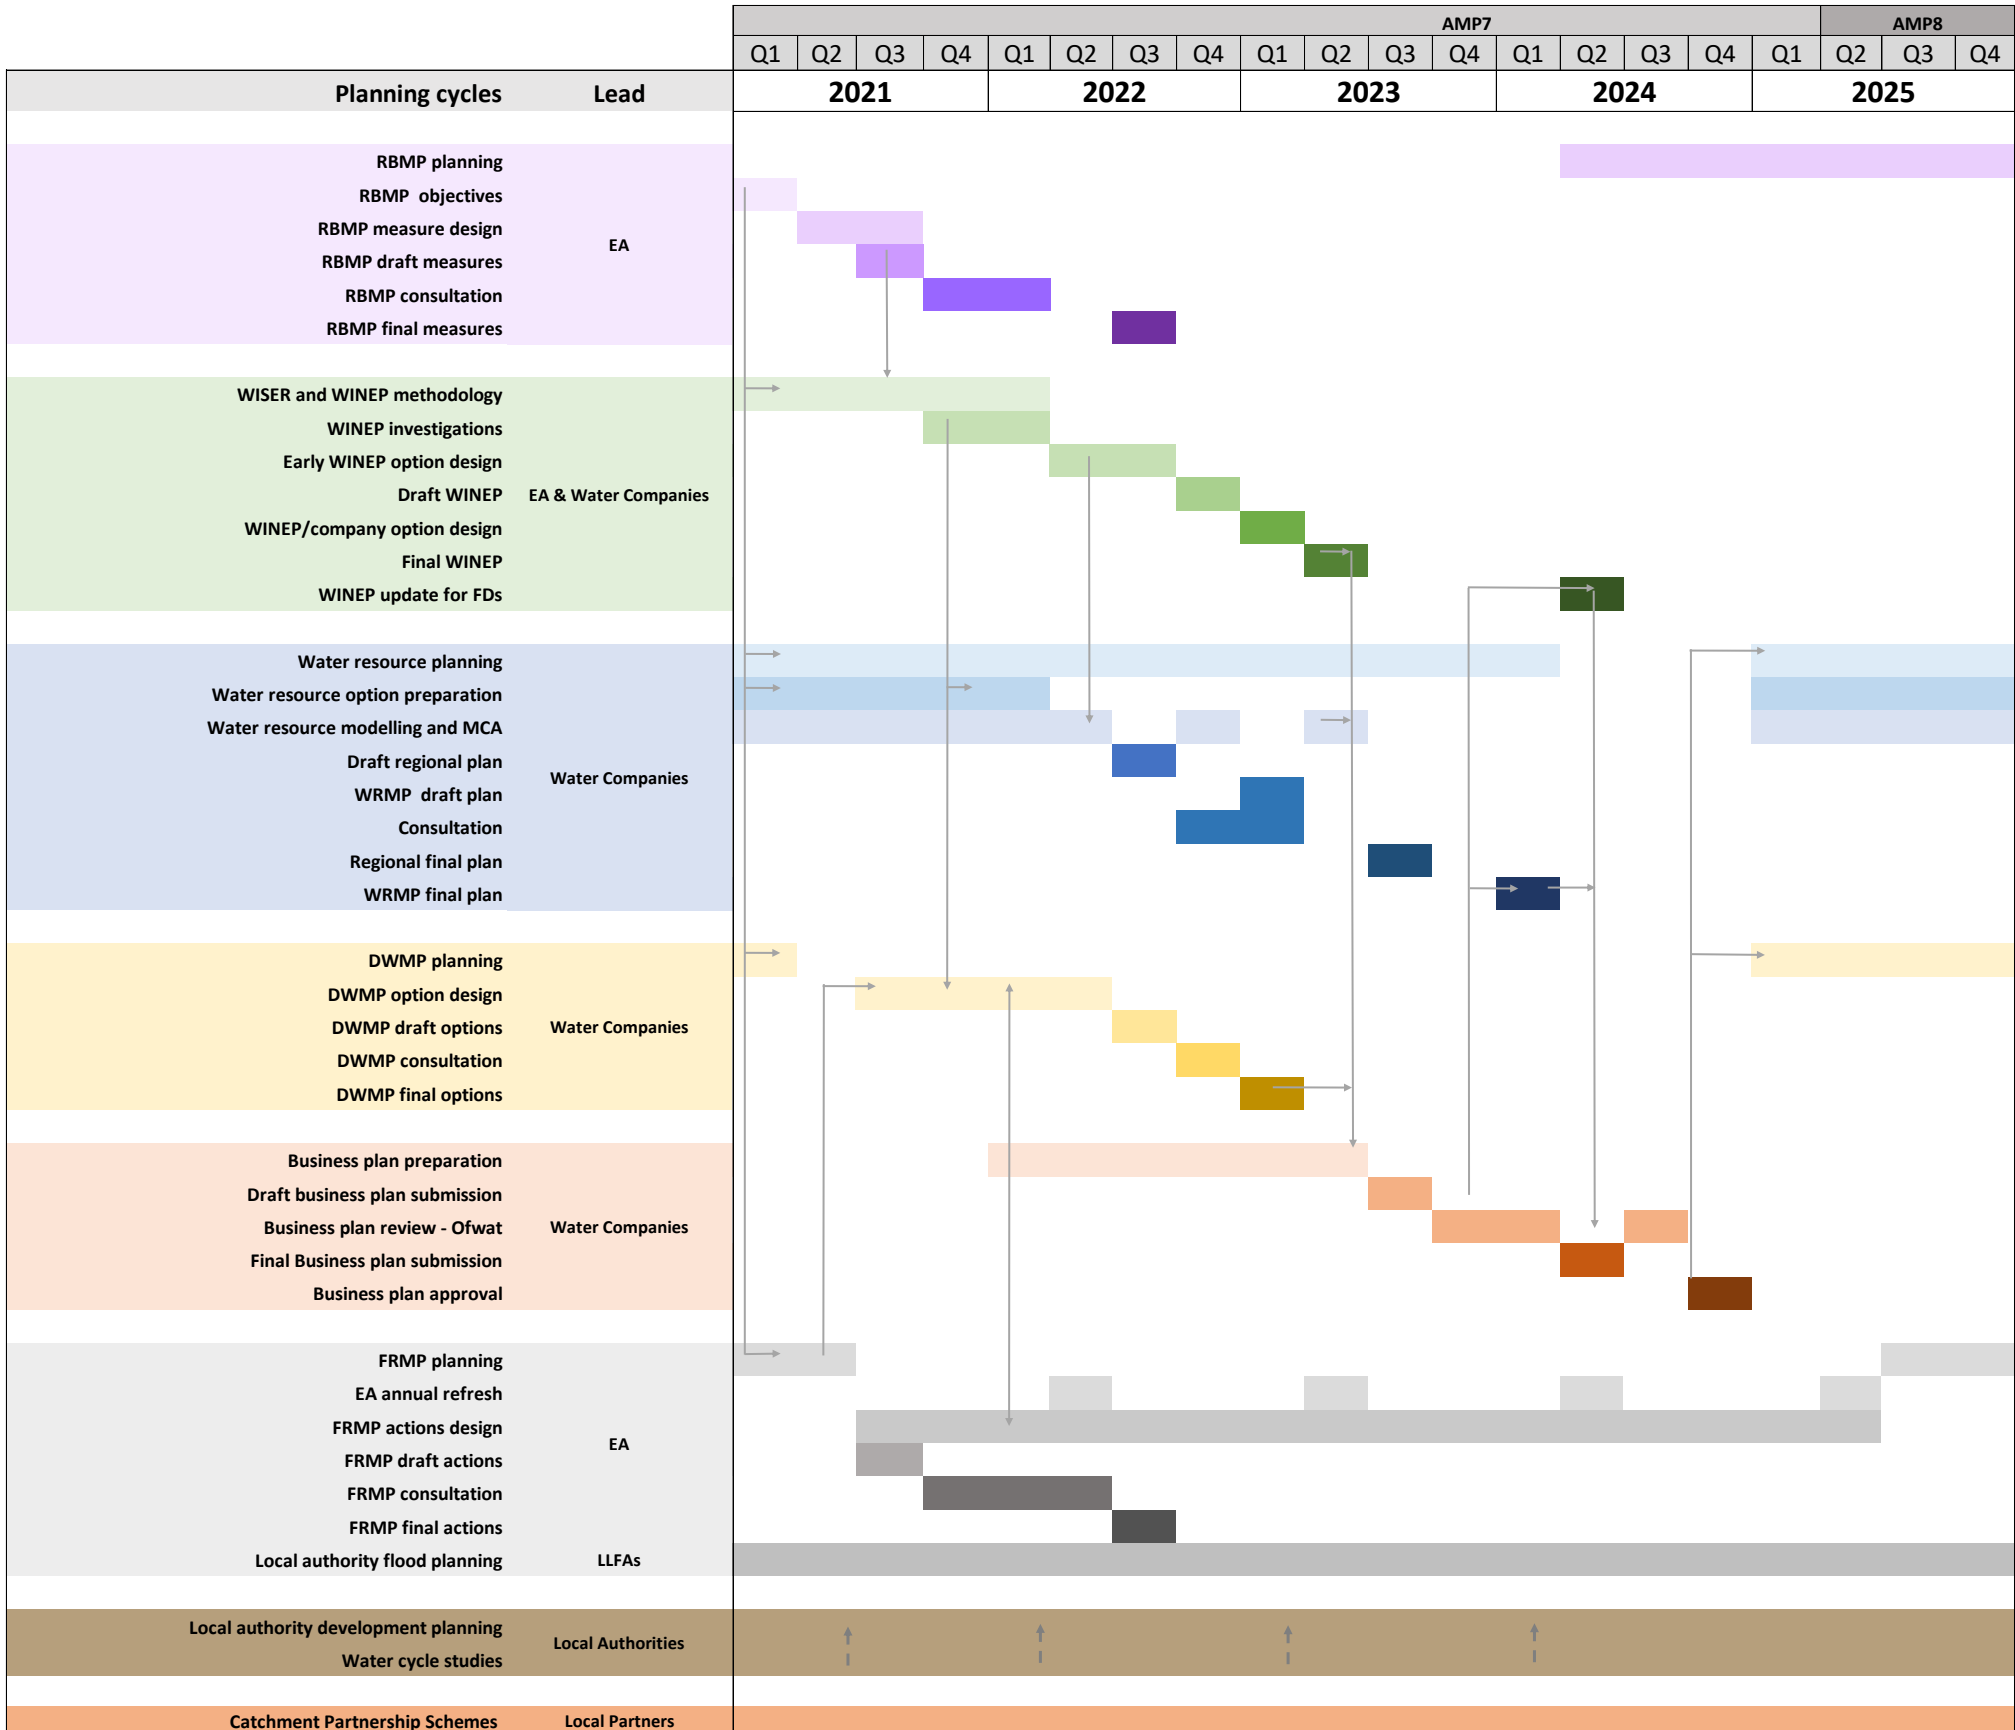 AMP7 AMP8
Q1 Q2 Q3 Q4 Q1 Q2 Q3 Q4 Q1 Q2 Q3 Q4 Q1 Q2 Q3 Q4 Q1 Q2 Q3 Q4
Planning cycles Lead 2021 2022 2023 2024 2025
RBMP planning
RBMP objectives
RBMP measure design
EA
RBMP draft measures
RBMP consultation
RBMP final measures
WISER and WINEP methodology
WINEP investigations
Early WINEP option design
Draft WINEP EA & Water Companies
WINEP/company option design
Final WINEP
WINEP update for FDs
Water resource planning
Water resource option preparation
Water resource modelling and MCA
Draft regional plan
Water Companies
WRMP draft plan
Consultation
Regional final plan
WRMP final plan
DWMP planning
DWMP option design
DWMP draft options Water Companies
DWMP consultation
DWMP final options
Business plan preparation
Draft business plan submission
Business plan review - Ofwat Water Companies
Final Business plan submission
Business plan approval
FRMP planning
EA annual refresh
FRMP actions design
EA
FRMP draft actions
FRMP consultation
FRMP final actions
Local authority flood planning LLFAs
Local authority development planning
Local Authorities
Water cycle studies
Catchment Partnership Schemes Local Partners